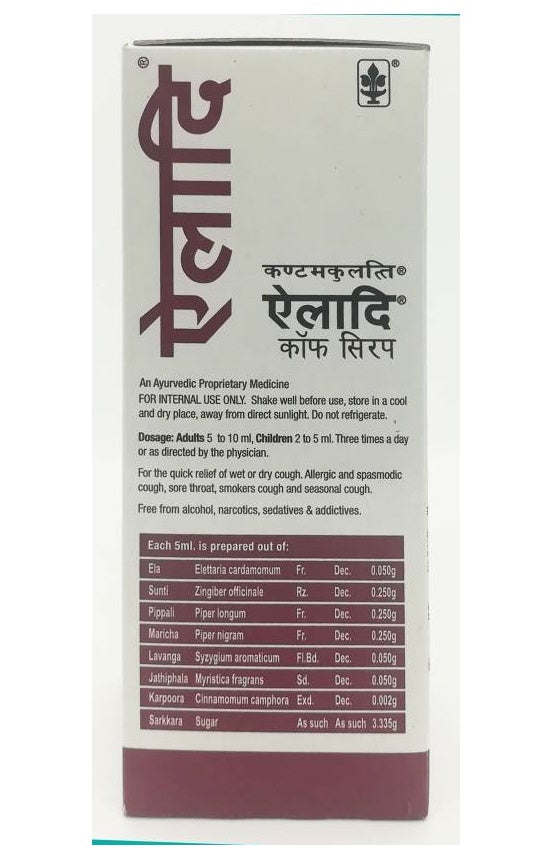 ऐलादि®
®
कण्टमकुलत्ति®
ऐलादि®
कॉफ सिरप
An Ayurvedic Proprietary Medicine
FOR INTERNAL USE ONLY. Shake well before use, store in a cool
and dry place, away from direct sunlight. Do not refrigerate.
Dosage: Adults 5 to 10 ml, Children 2 to 5 ml. Three times a day
or as directed by the physician.
For the quick relief of wet or dry cough. Allergic and spasmodic
cough, sore throat, smokers cough and seasonal cough.
Free from alcohol, narcotics, sedatives & addictives.
Each 5ml. is prepared out of:
Ela Elettaria cardamomum Fr. Dec. 0.050g
Sunti Zingiber officinale Rz. Dec. 0.250g
Pippali Piper longum Fr. Dec. 0.250g
Maricha Piper nigram Fr. Dec. 0.250g
Lavanga Syzygium aromaticum Fl.Bd. Dec. 0.050g
Jathiphala Myristica fragrans Sd. Dec. 0.050g
Karpoora Cinnamomum camphora Exd. Dec. 0.002g
Sarkkara Sugar As such As such 3.335g